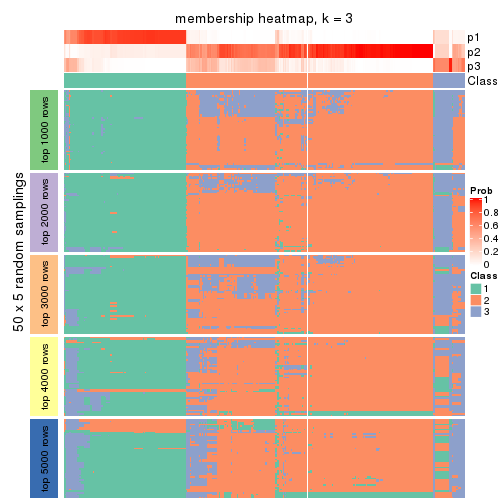 membership heatmap, k = 3
p1
p2
p3
Class
50 x 5 random samplings
top 1000 rows
top 2000 rows
top 3000 rows
top 4000 rows
top 5000 rows
Prob
1
0.8
0.6
0.4
0.2
0
Class
1
2
3